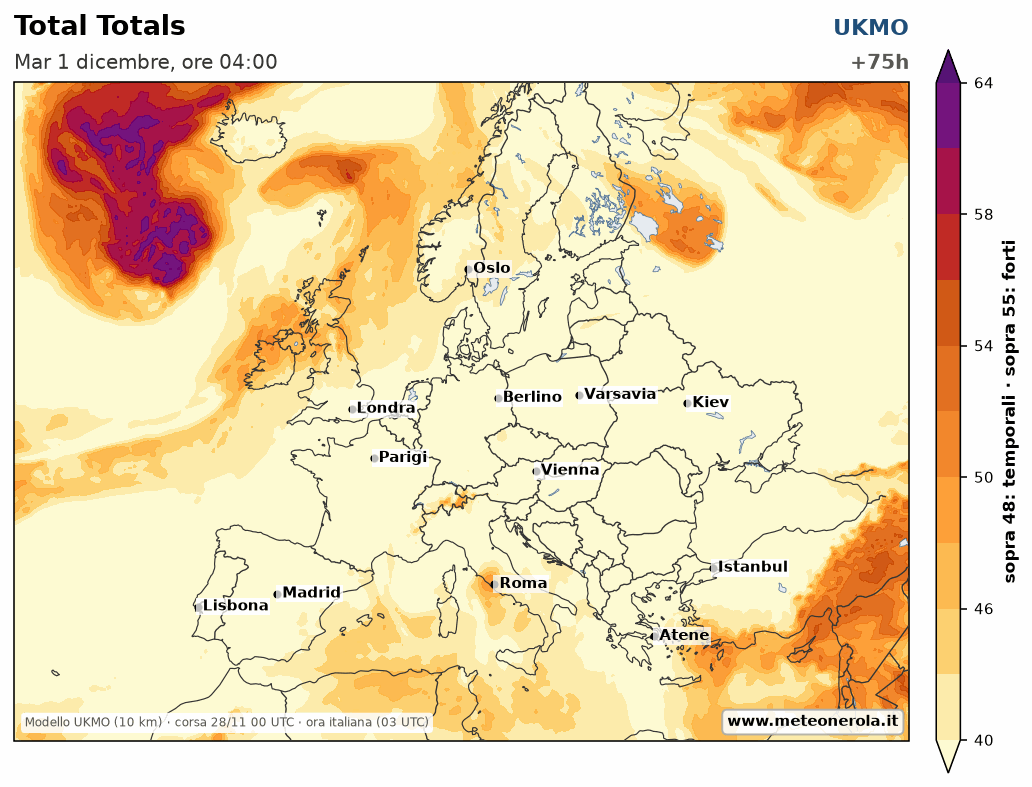 Total Totals
UKMO
Mar 1 dicembre, ore 04:00
+75h
64
58
54
50
46
40
sopra 48: temporali · sopra 55: forti
Oslo
Londra
Berlino
Varsavia
Kiev
Parigi
Vienna
Istanbul
Roma
Madrid
Lisbona
Atene
Modello UKMO (10 km) · corsa 28/11 00 UTC · ora italiana (03 UTC)
www.meteonerola.it